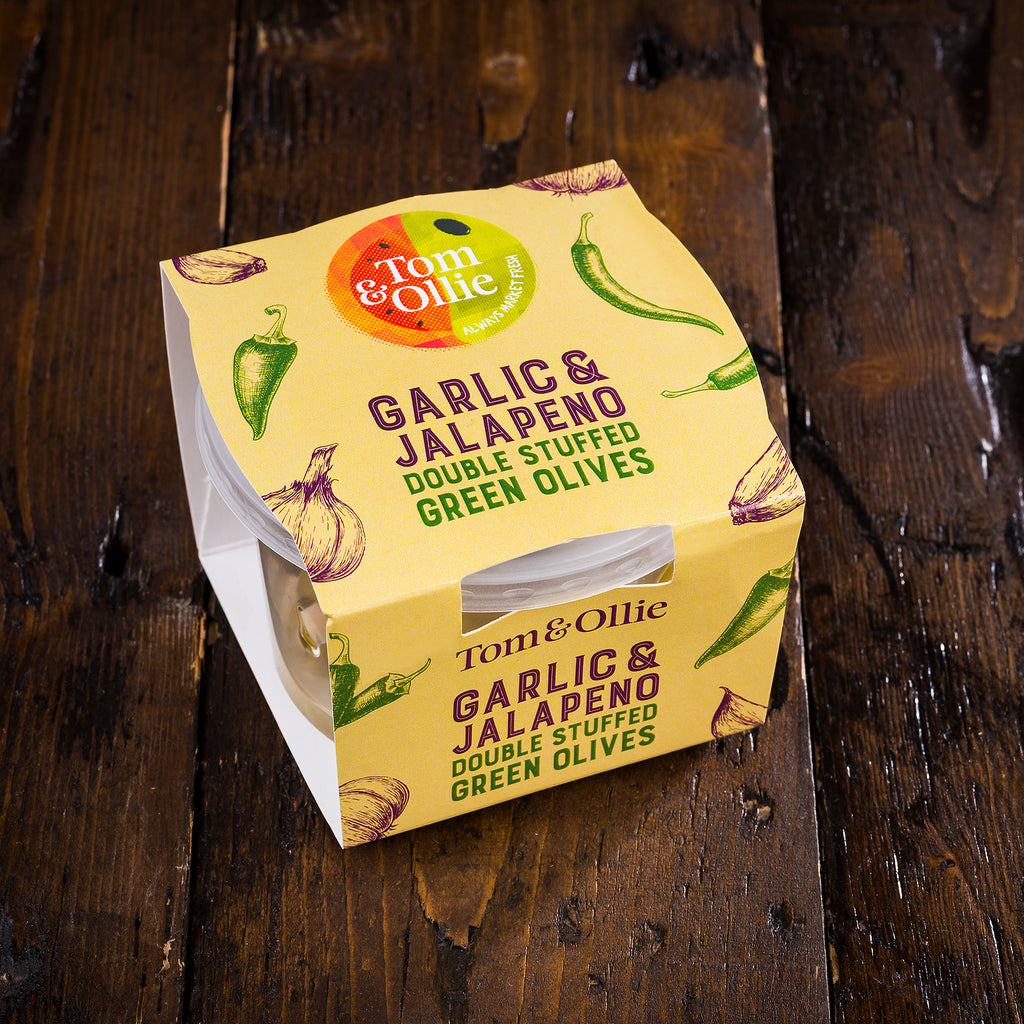 Tom
& Ollie
ALWAYS MARKET FRESH
GARLIC &
JALAPENO
DOUBLE STUFFED
GREEN OLIVES
Tom & Ollie
GARLIC &
JALAPENO
DOUBLE STUFFED
GREEN OLIVES